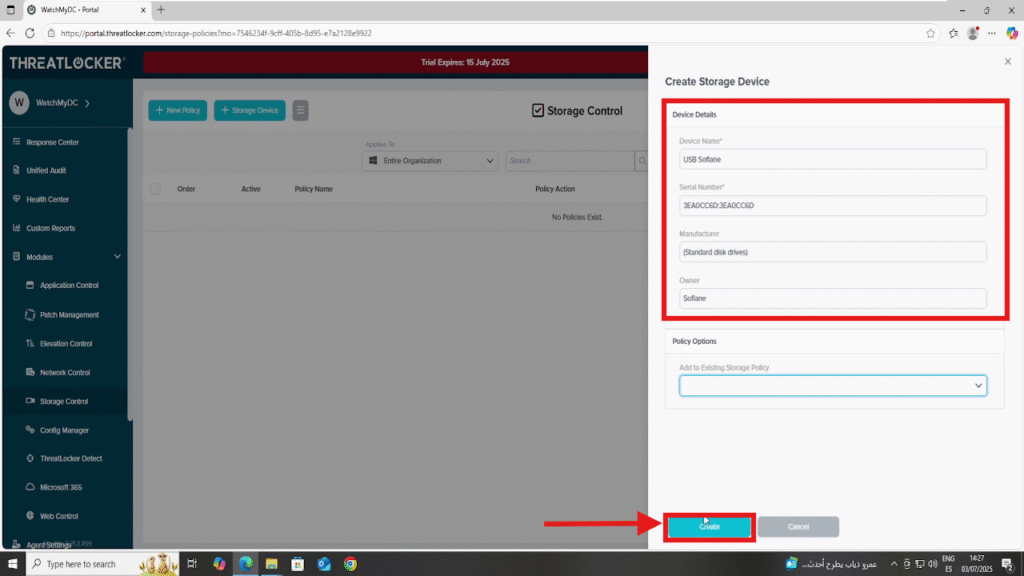 WatchMyDC - Portal
https://portal.threatlocker.com/storage-policies?mo=7546234f-9cff-405b-8d95-e7a2128e9922
THREATLOCKER
Trial Expires: 15 July 2025
W WatchMyDC
Response Center
Unified Audit
Health Center
Custom Reports
Modules
Application Control
Patch Management
Elevation Control
Network Control
Storage Control
Config Manager
ThreatLocker Detect
Microsoft 365
Web Control
Agent Settings
+ New Policy
+ Storage Device
Storage Control
Applies To
Entire Organization
Search
Order Active Policy Name Policy Action
No Policies Exist.
Create Storage Device
Device Details
Device Name*
USB Sofiane
Serial Number*
3EA0CC6D:3EA0CC6D
Manufacturer
(Standard disk drives)
Owner
Sofiane
Policy Options
Add to Existing Storage Policy
Create
Cancel
Type here to search
عمرو دياب يطرح أحدث...
ENG
ES
14:27
03/07/2025